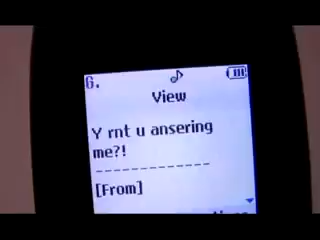 6.
View
Y rnt u ansering
me?!
-------------
[From]